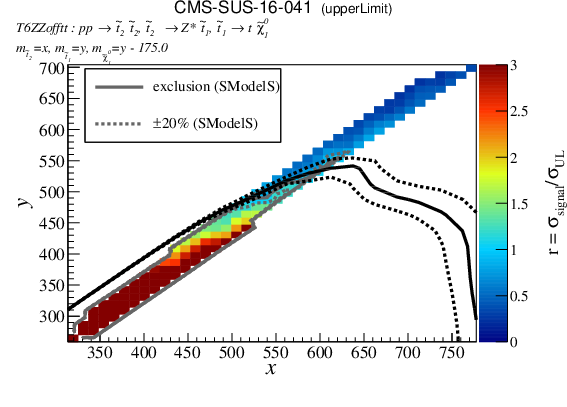 CMS-SUS-16-041 (upperLimit)
T6ZZofftt : pp → t̃₂ t̃₂, t̃₂ → Z* t̃₁, t̃₁ → t χ̃₁⁰
m_t̃₂=x, m_t̃₁=y, m_χ̃₁⁰=y - 175.0
exclusion (SModelS)
±20% (SModelS)
700
650
600
550
500
450
400
350
300
y
350 400 450 500 550 600 650 700 750
x
3
2.5
2
1.5
1
0.5
0
r = σ_signal/σ_UL